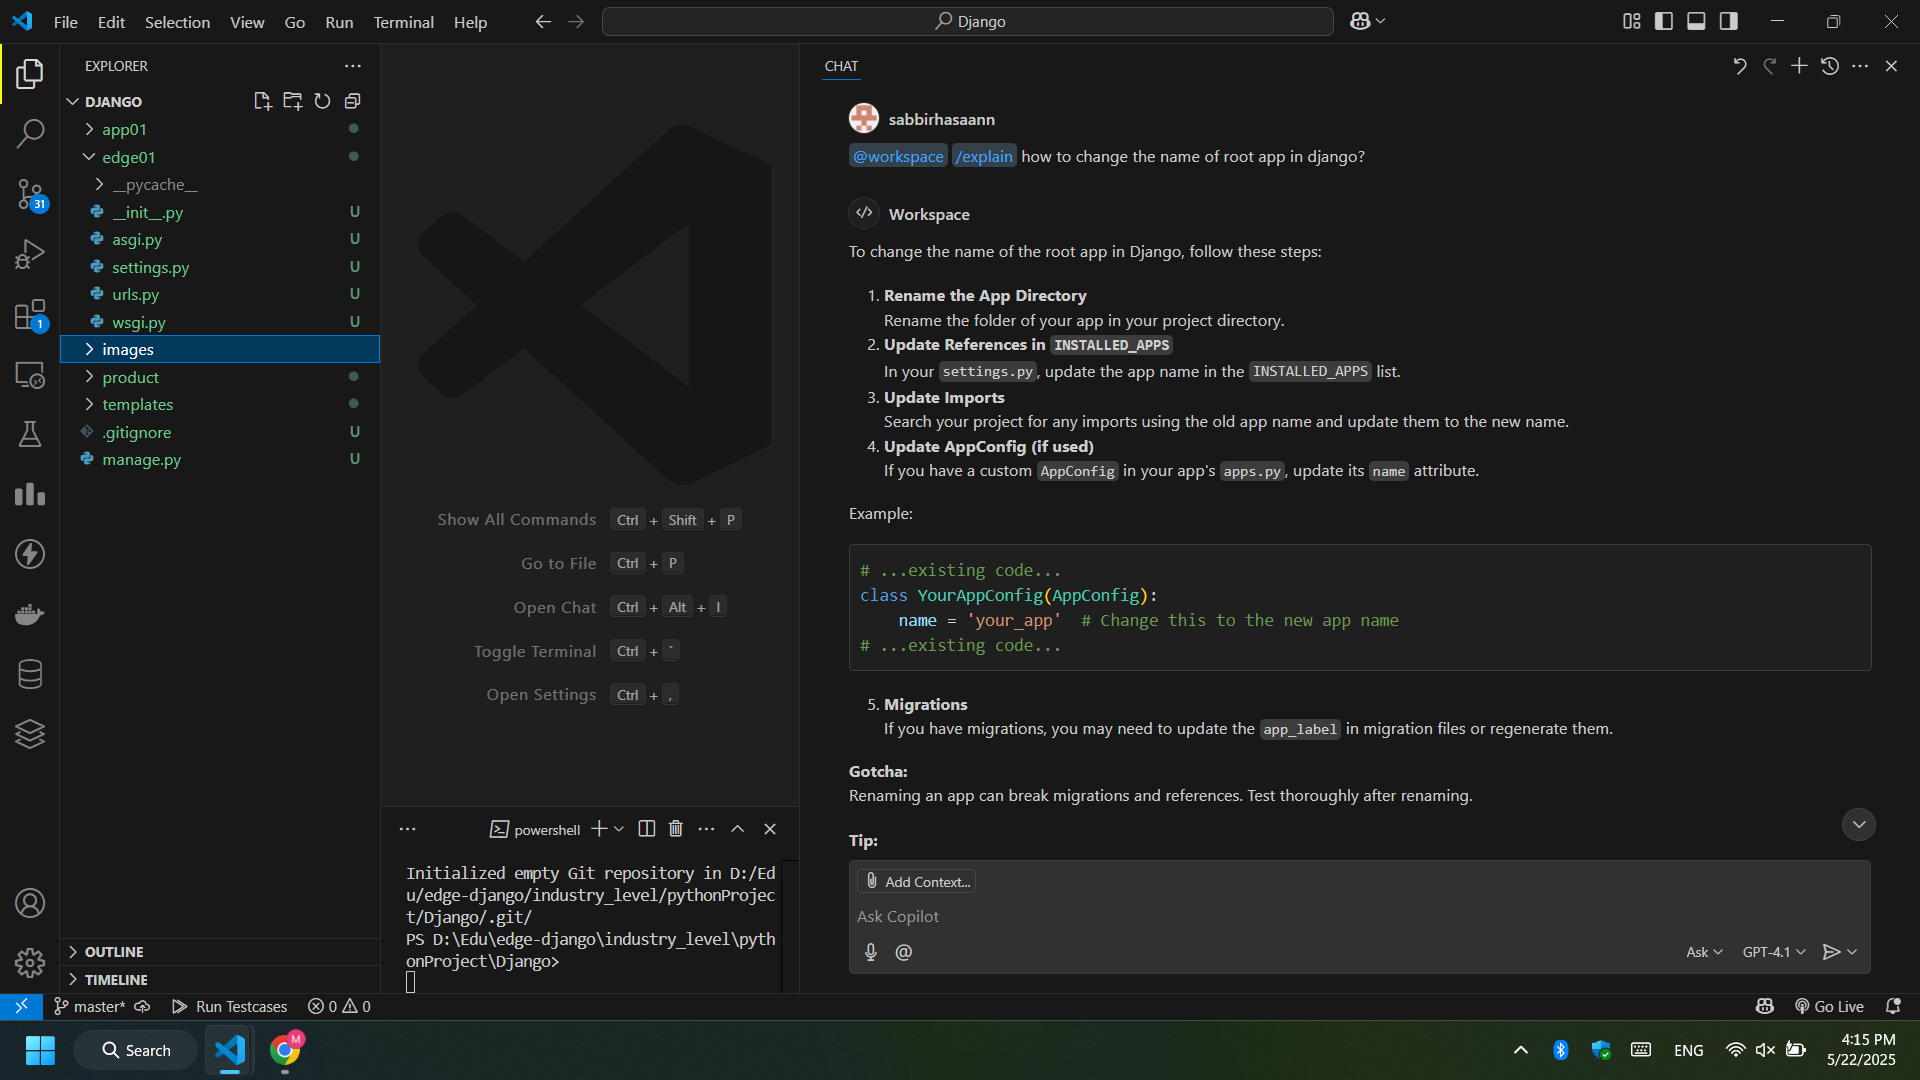 File Edit Selection View Go Run Terminal Help
Django
EXPLORER
DJANGO
app01
edge01
__pycache__
__init__.py U
asgi.py U
settings.py U
urls.py U
wsgi.py U
images
product
templates
.gitignore U
manage.py U
OUTLINE
TIMELINE
31
1
Show All Commands Ctrl + Shift + P
Go to File Ctrl + P
Open Chat Ctrl + Alt + I
Toggle Terminal Ctrl + `
Open Settings Ctrl + ,
powershell
Initialized empty Git repository in D:/Ed
u/edge-django/industry_level/pythonProjec
t/Django/.git/
PS D:\Edu\edge-django\industry_level\pyth
onProject\Django>
CHAT
sabbirhasaann
@workspace /explain how to change the name of root app in django?
Workspace
To change the name of the root app in Django, follow these steps:
1. Rename the App Directory
Rename the folder of your app in your project directory.
2. Update References in INSTALLED_APPS
In your settings.py, update the app name in the INSTALLED_APPS list.
3. Update Imports
Search your project for any imports using the old app name and update them to the new name.
4. Update AppConfig (if used)
If you have a custom AppConfig in your app's apps.py, update its name attribute.
Example:
# ...existing code...
class YourAppConfig(AppConfig):
name = 'your_app' # Change this to the new app name
# ...existing code...
5. Migrations
If you have migrations, you may need to update the app_label in migration files or regenerate them.
Gotcha:
Renaming an app can break migrations and references. Test thoroughly after renaming.
Tip:
Add Context...
Ask Copilot
Ask GPT-4.1
master* Run Testcases 0 0
Go Live
Search
M
ENG
4:15 PM
5/22/2025